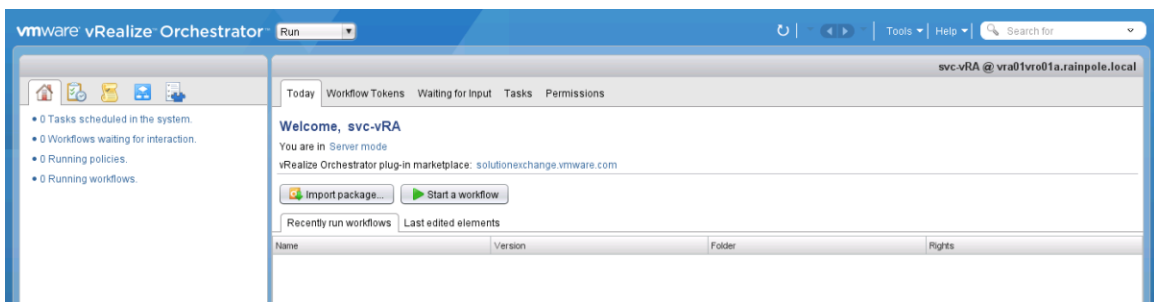 vmware vRealize Orchestrator Run Tools Help Search for
svc-vRA @ vra01vro01a.rainpole.local
Today Workflow Tokens Waiting for Input Tasks Permissions
• 0 Tasks scheduled in the system.
• 0 Workflows waiting for interaction.
• 0 Running policies.
• 0 Running workflows.
Welcome, svc-vRA
You are in Server mode
vRealize Orchestrator plug-in marketplace: solutionexchange.vmware.com
Import package... Start a workflow
Recently run workflows Last edited elements
Name Version Folder Rights